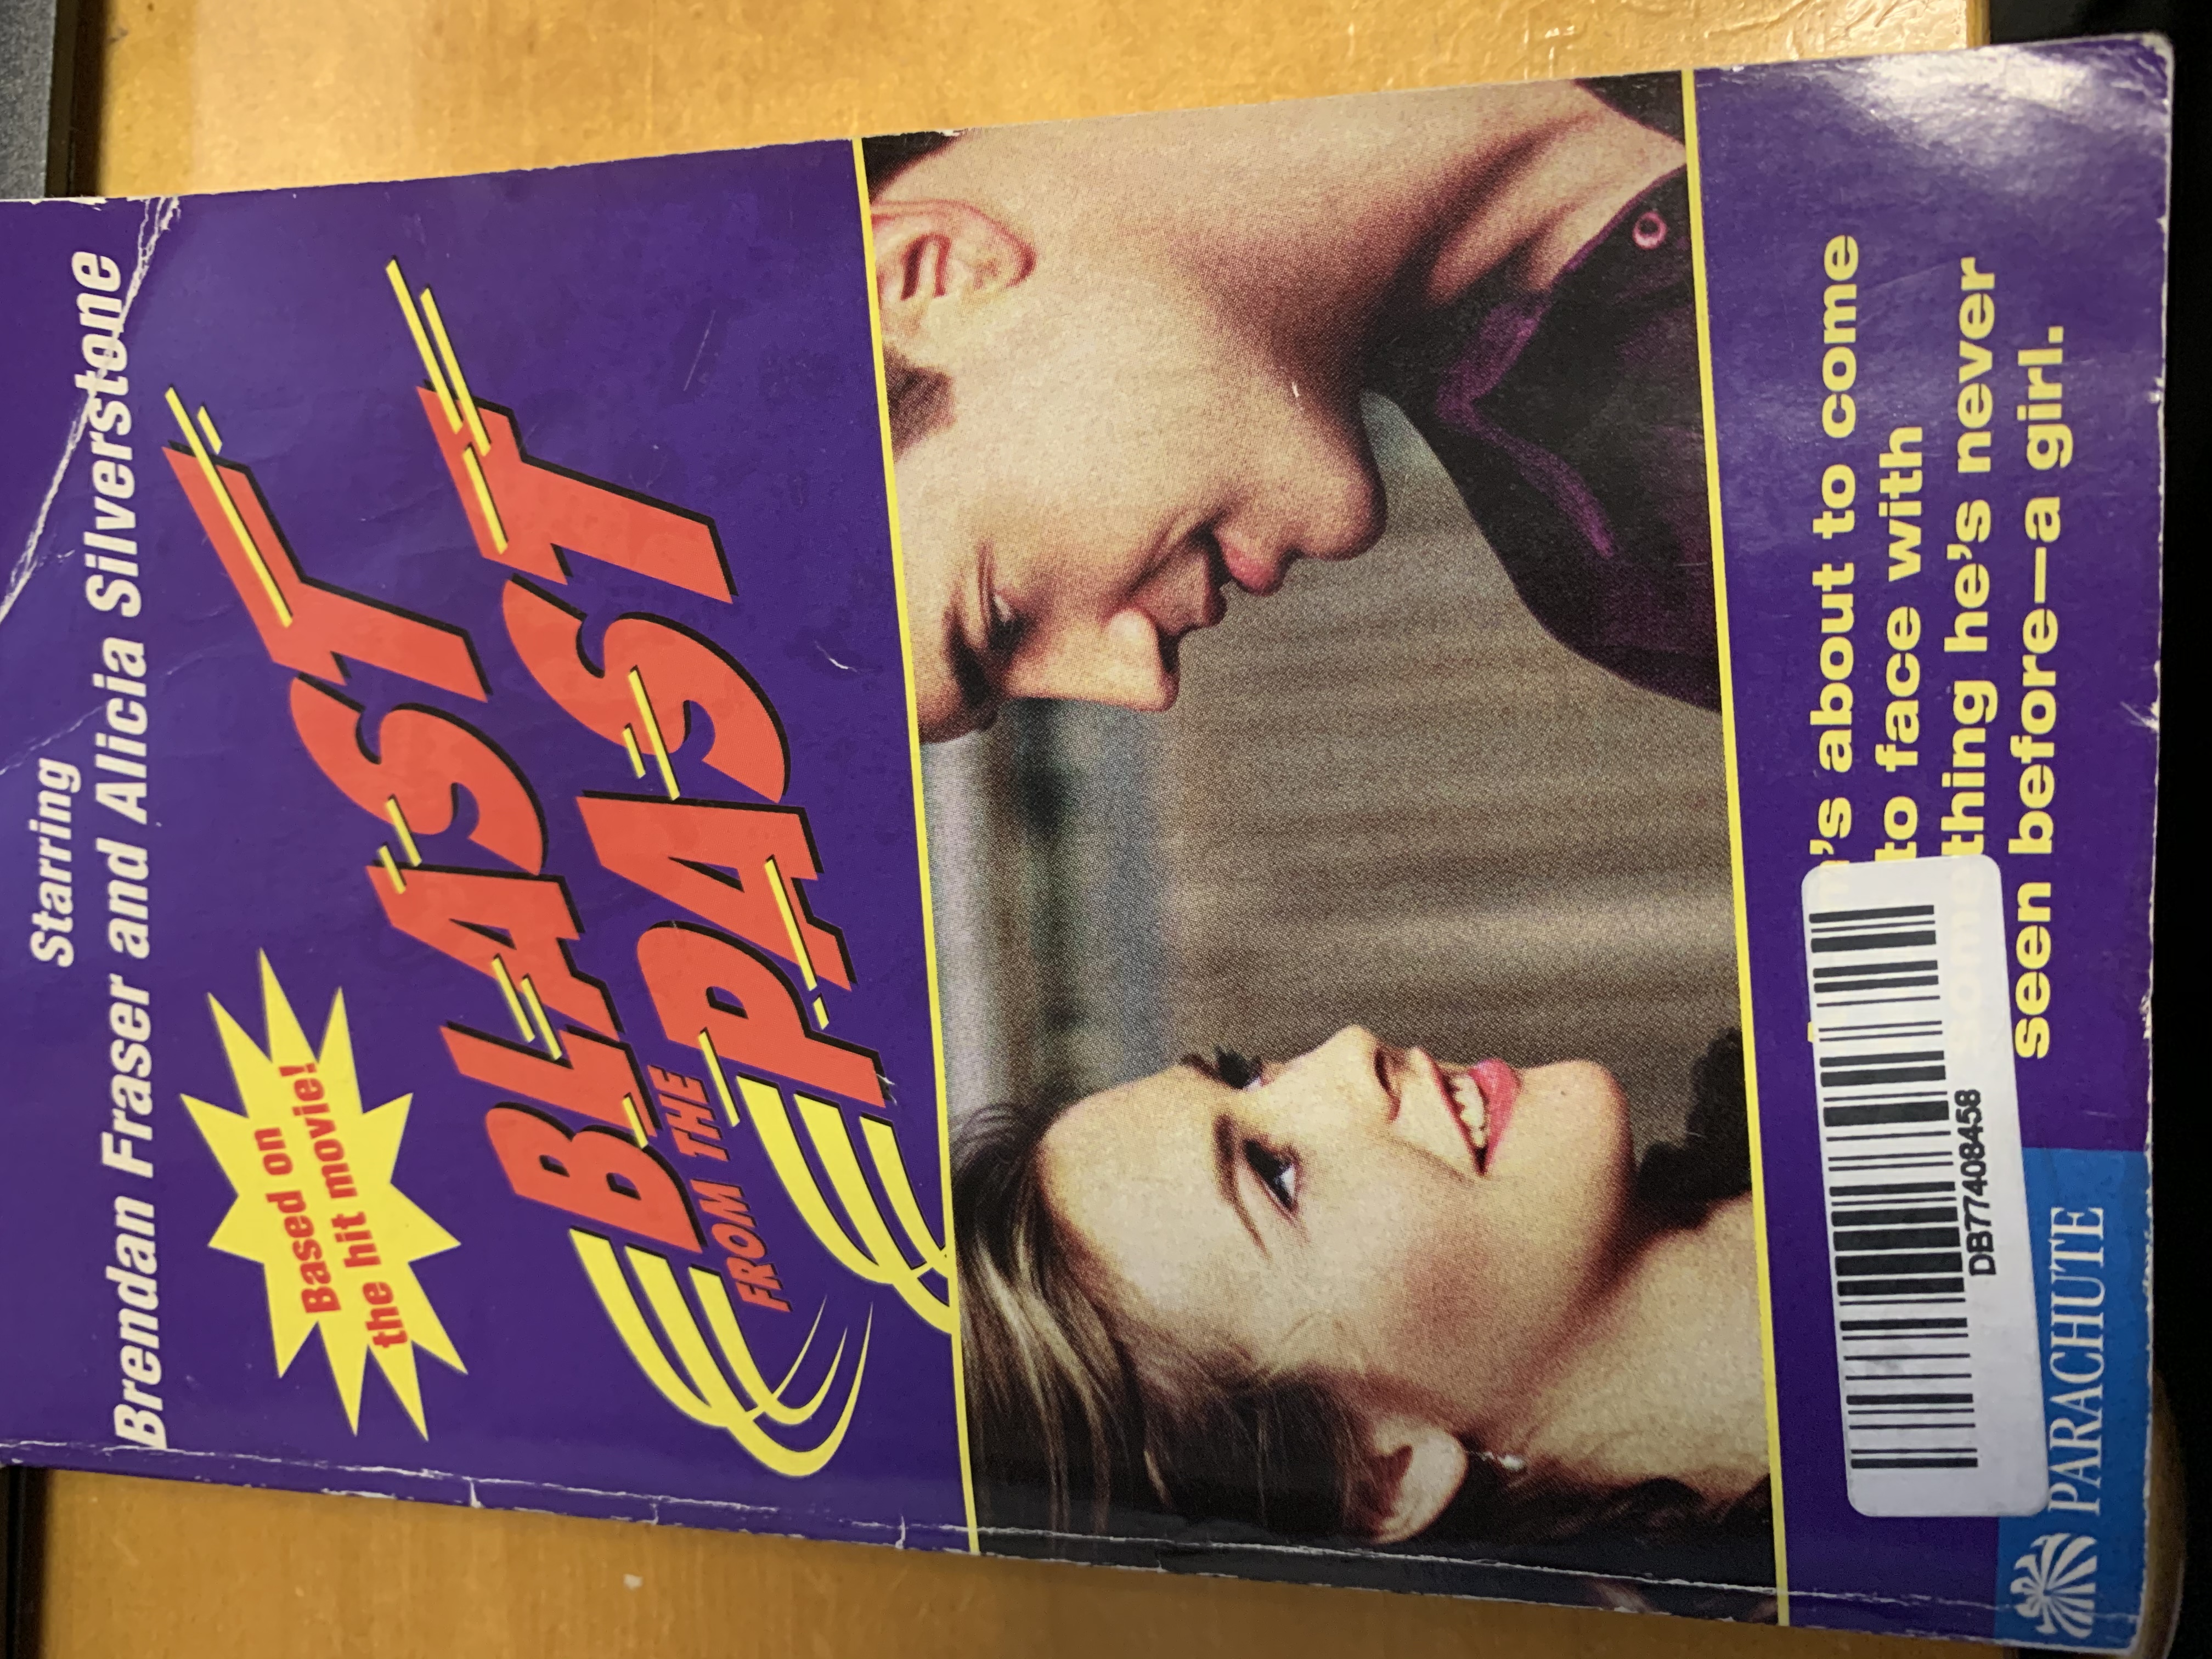 Starring
Brendan Fraser and Alicia Silverstone
Based on
the hit movie!
BLAST
FROM THE
PAST
's about to come
to face with
thing he's never
seen before—a girl.
DB77408458
PARACHUTE